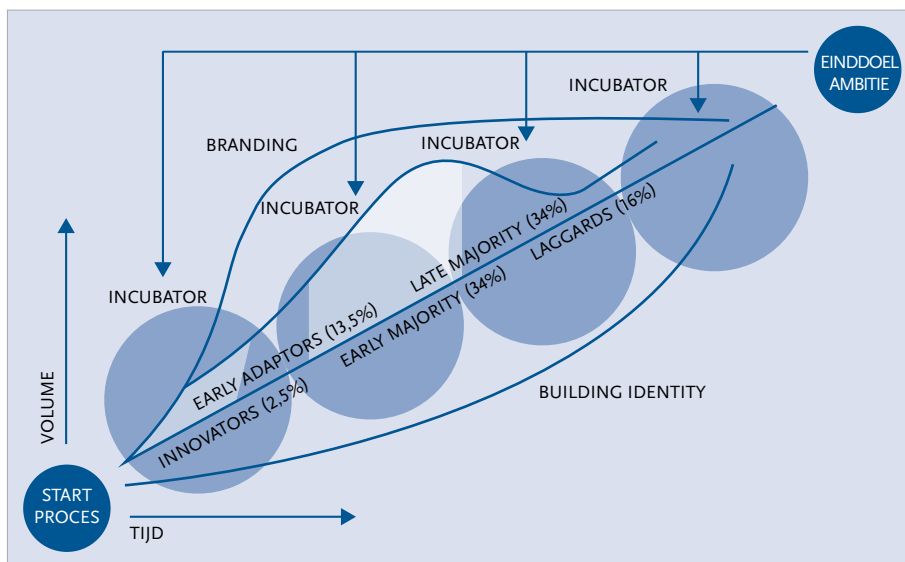 EINDDOEL
AMBITIE
INCUBATOR
BRANDING
INCUBATOR
INCUBATOR
INCUBATOR
LATE MAJORITY (34%)
LAGGARDS (16%)
EARLY ADAPTORS (13,5%)
EARLY MAJORITY (34%)
INNOVATORS (2,5%)
BUILDING IDENTITY
VOLUME
START
PROCES
TIJD